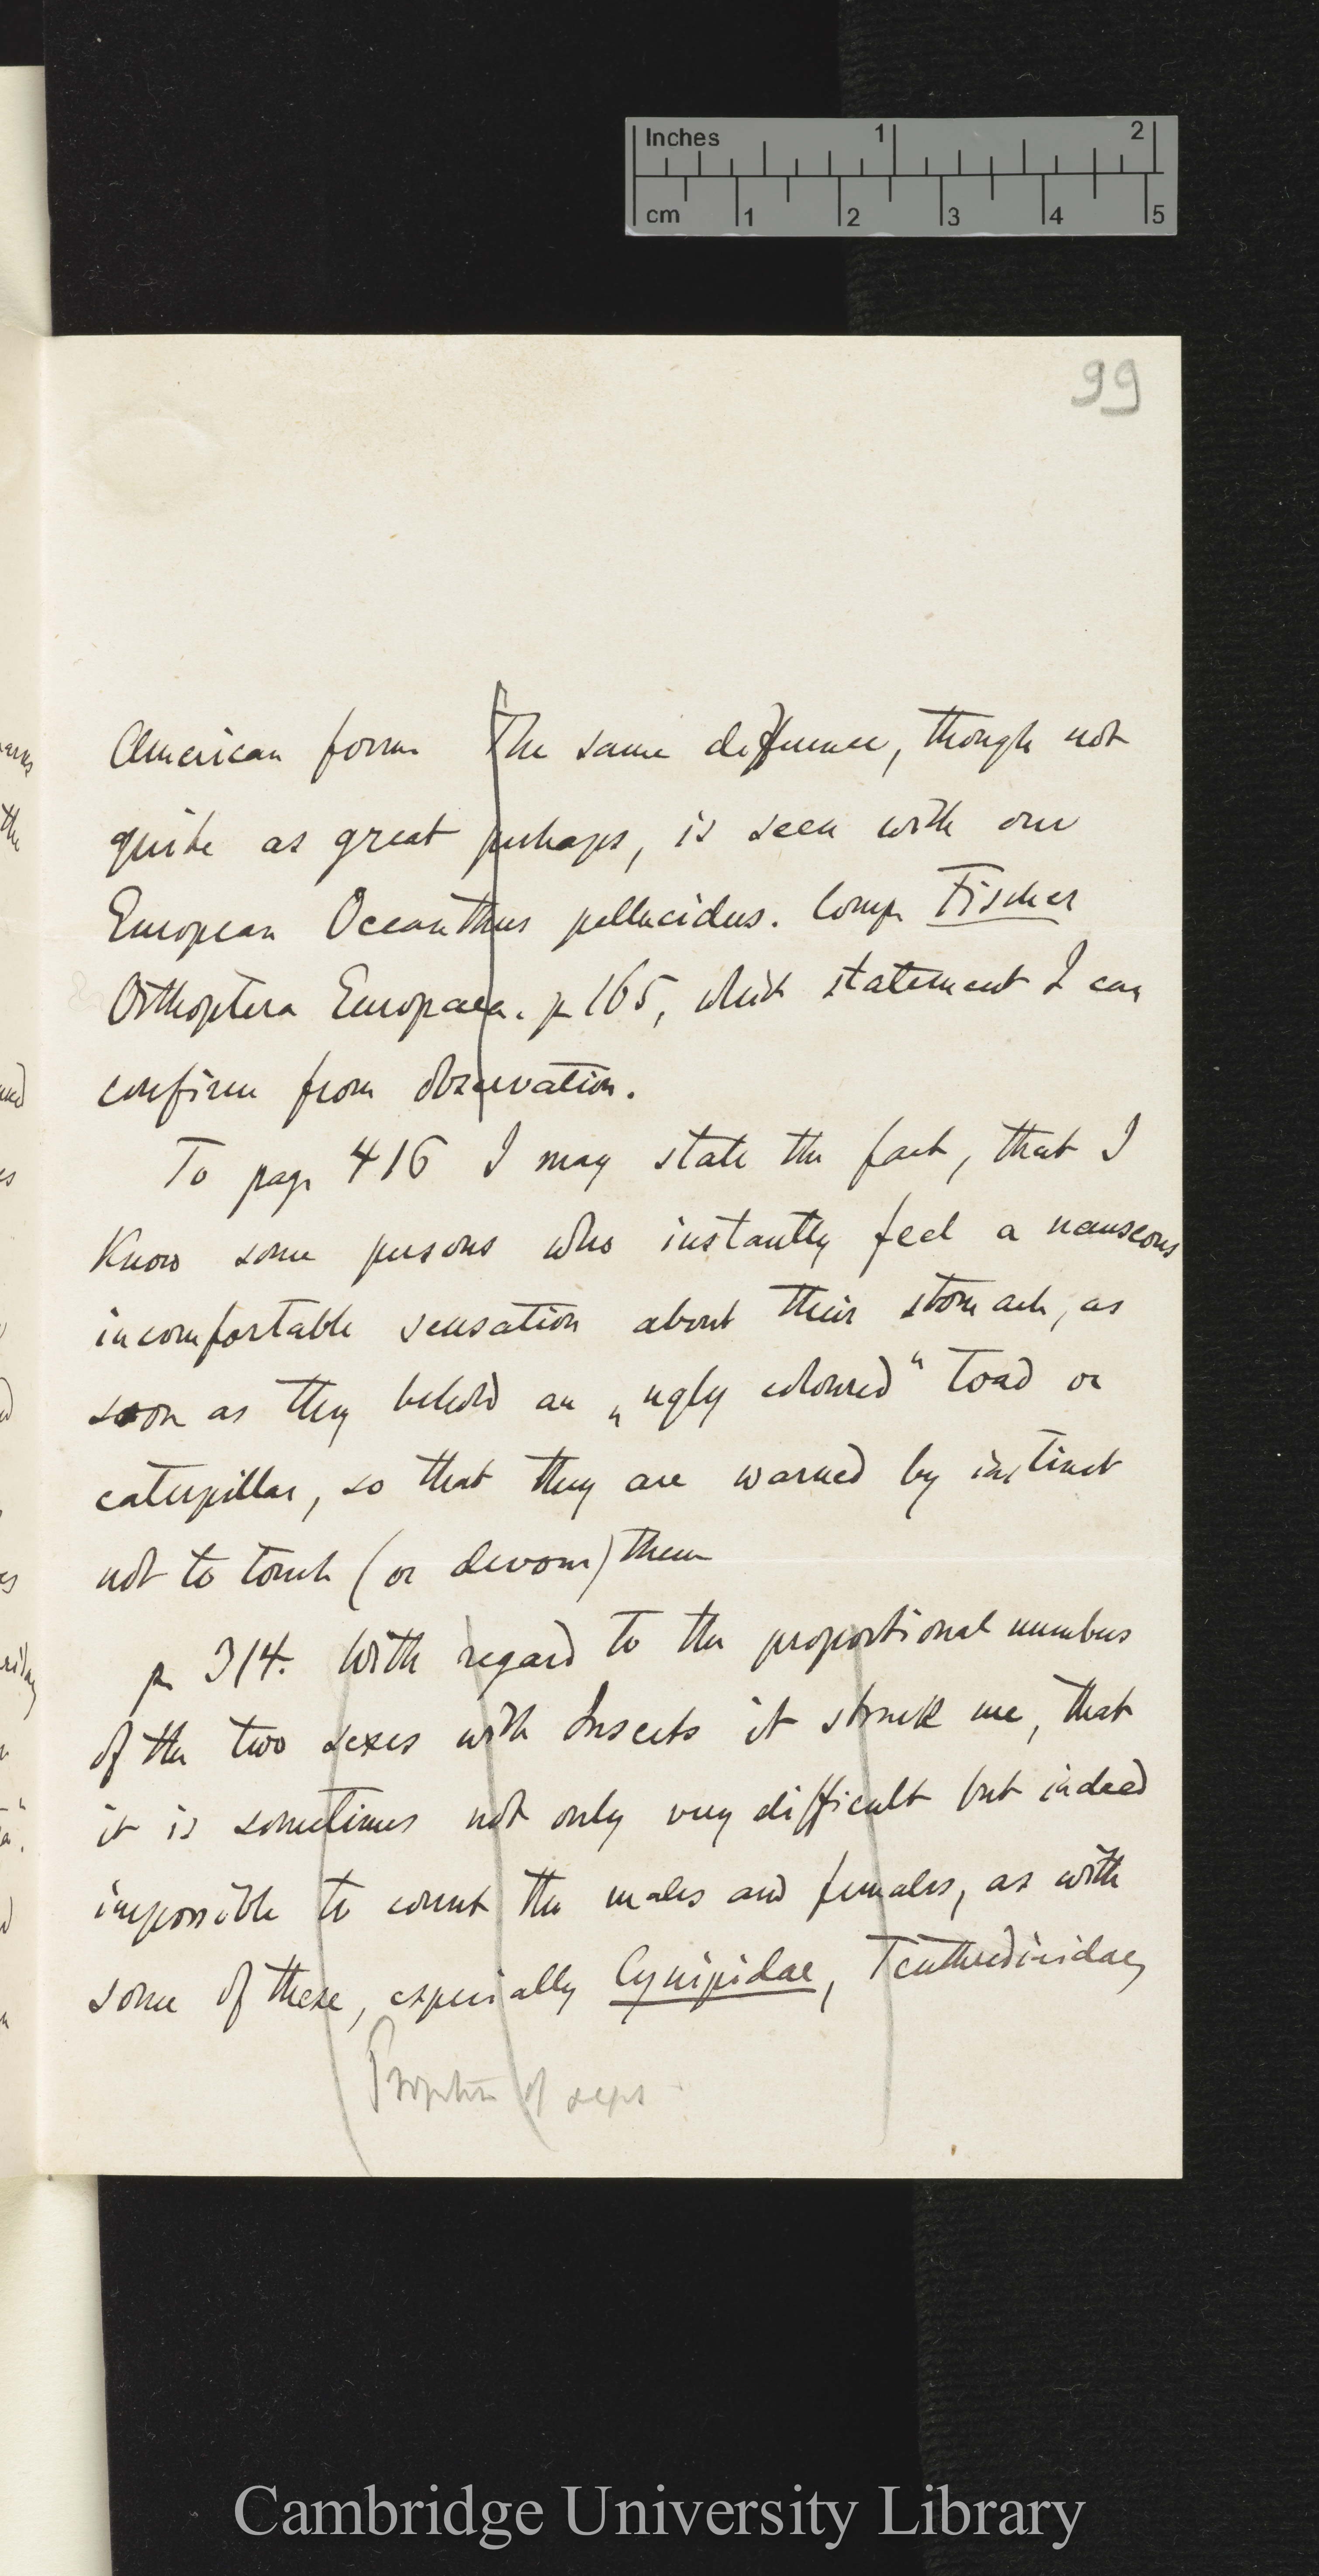 Inches 1 2
cm 1 2 3 4 5
99
American form The same difference, though not
quite as great perhaps, is seen with our
European Oecanthus pellucidus. Comp. Fischer
Orthoptera Europaea. p 165, which statement I can
confirm from observation.
To page 416 I may state the fact, that I
know some persons who instantly feel a nauseous
incomfortable sensation about their stomach, as
soon as they behold an „ugly coloured“ toad or
caterpillar, so that they are warned by instinct
not to touch (or devour) them
p 314. With regard to the proportional numbers
of the two sexes with Insects it struck me, that
it is sometimes not only very difficult but indeed
impossible to count the males and females, as with
some of these, especially Cynipidae, Tenthredinidae,
of
Cambridge University Library